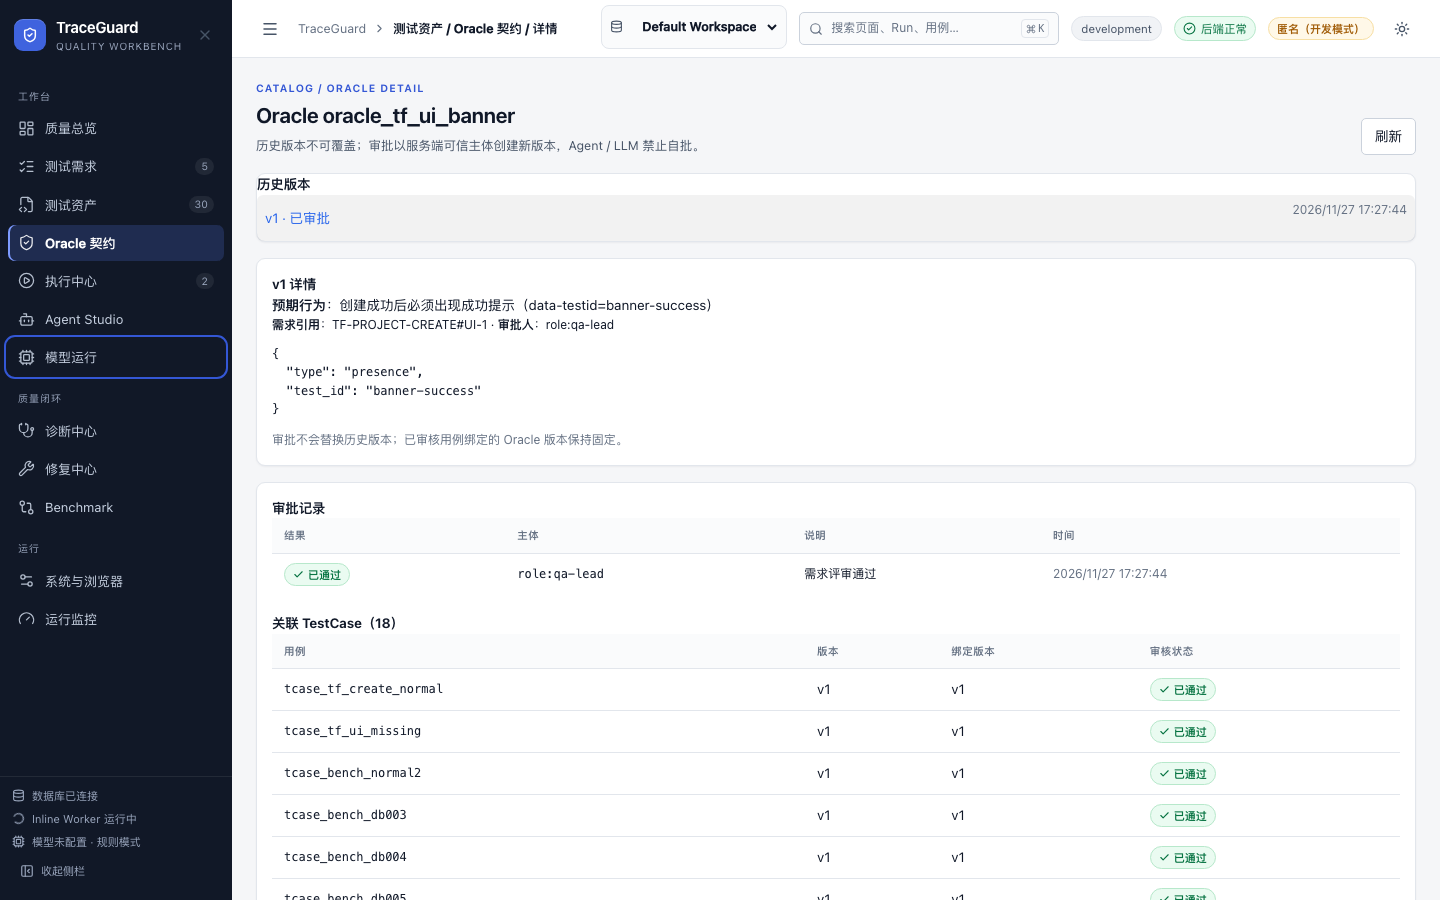 TraceGuard
QUALITY WORKBENCH
工作台
质量总览
测试需求 5
测试资产 30
Oracle 契约
执行中心 2
Agent Studio
模型运行
质量闭环
诊断中心
修复中心
Benchmark
运行
系统与浏览器
运行监控
数据库已连接
Inline Worker 运行中
模型未配置 · 规则模式
收起侧栏
TraceGuard > 测试资产 / Oracle 契约 / 详情
Default Workspace
搜索页面、Run、用例... ⌘ K
development
后端正常
匿名（开发模式）
CATALOG / ORACLE DETAIL
Oracle oracle_tf_ui_banner
历史版本不可覆盖；审批以服务端可信主体创建新版本，Agent / LLM 禁止自批。
刷新
历史版本
v1 · 已审批 2026/11/27 17:27:44
v1 详情
预期行为：创建成功后必须出现成功提示（data-testid=banner-success）
需求引用：TF-PROJECT-CREATE#UI-1 · 审批人：role:qa-lead
{
"type": "presence",
"test_id": "banner-success"
}
审批不会替换历史版本；已审核用例绑定的 Oracle 版本保持固定。
审批记录
结果 主体 说明 时间
已通过 role:qa-lead 需求评审通过 2026/11/27 17:27:44
关联 TestCase（18）
用例 版本 绑定版本 审核状态
tcase_tf_create_normal v1 v1 已通过
tcase_tf_ui_missing v1 v1 已通过
tcase_bench_normal2 v1 v1 已通过
tcase_bench_db003 v1 v1 已通过
tcase_bench_db004 v1 v1 已通过
tcase_bench_db005 v1 v1 已通过